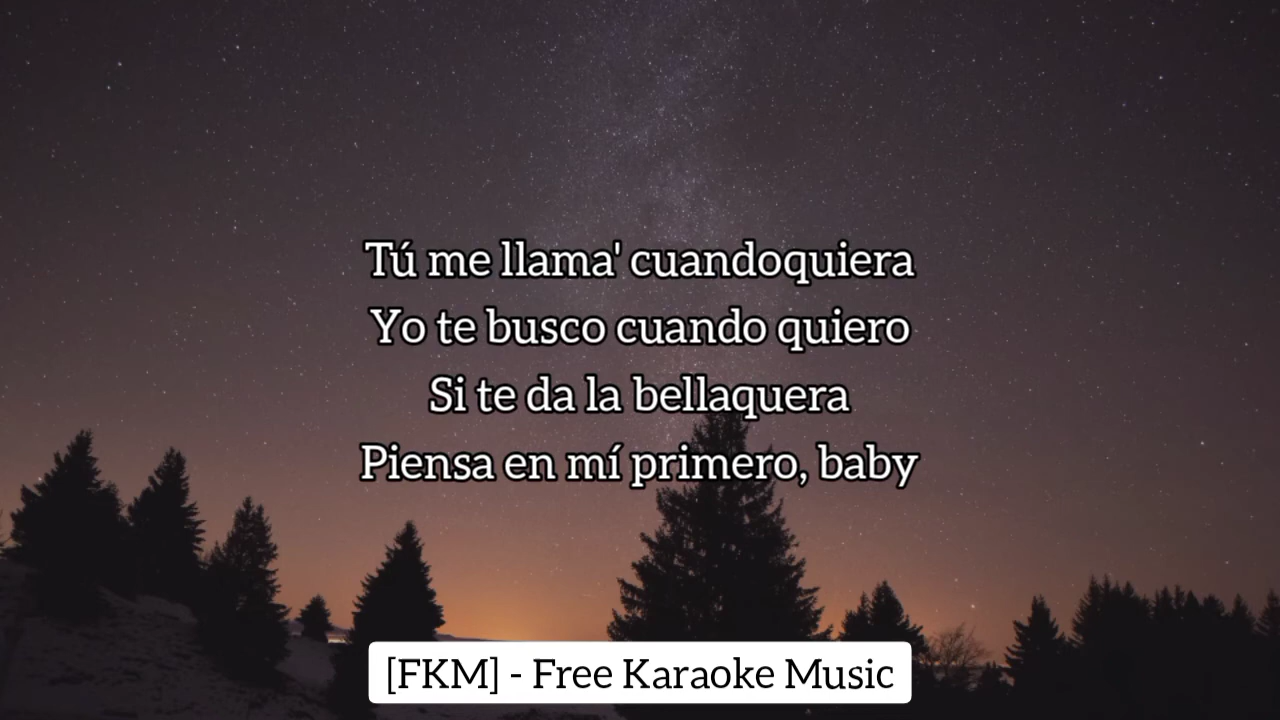 Tú me llama' cuandoquiera
Yo te busco cuando quiero
Si te da la bellaquera
Piensa en mí primero, baby
[FKM] - Free Karaoke Music